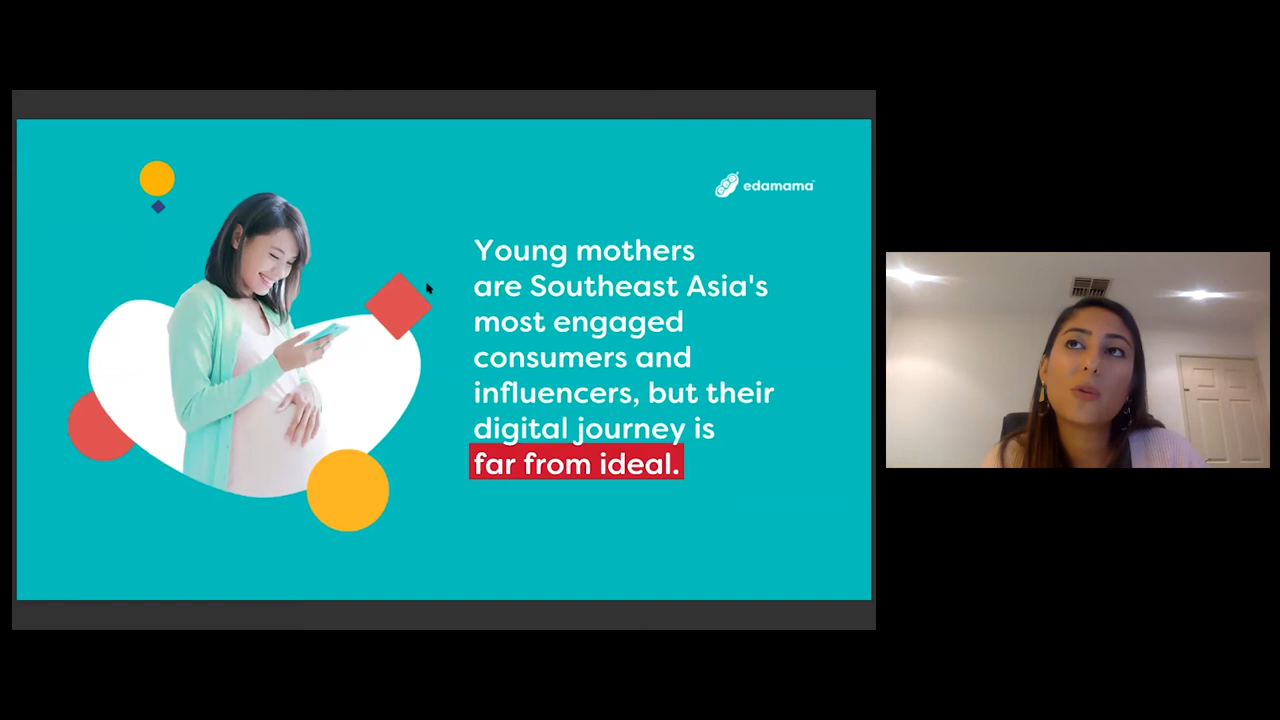 edamama
Young mothers
are Southeast Asia's
most engaged
consumers and
influencers, but their
digital journey is
far from ideal.